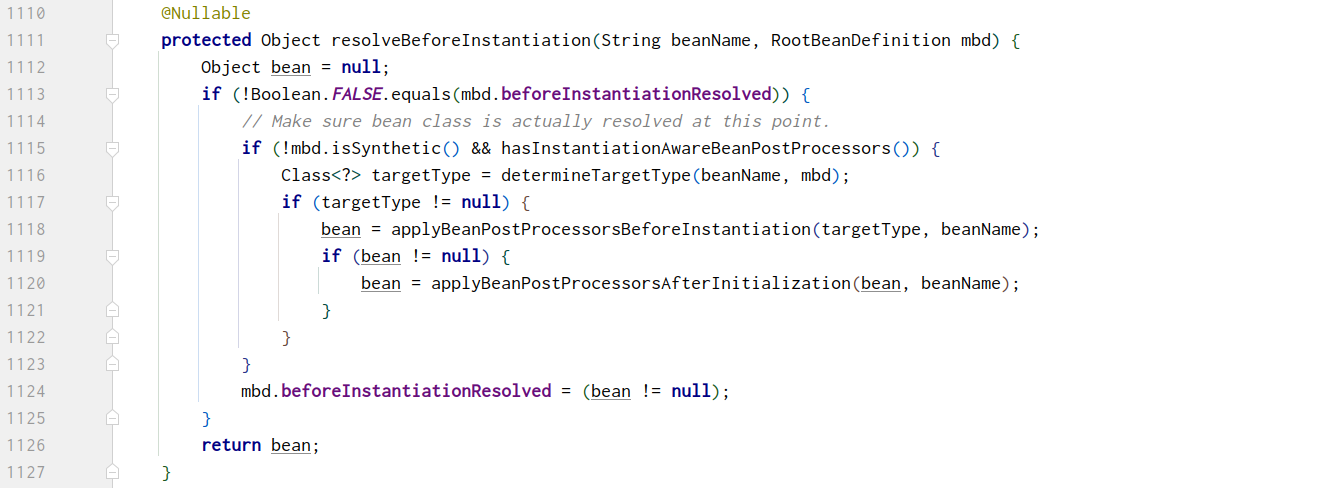 1110 @Nullable
1111 protected Object resolveBeforeInstantiation(String beanName, RootBeanDefinition mbd) {
1112 Object bean = null;
1113 if (!Boolean.FALSE.equals(mbd.beforeInstantiationResolved)) {
1114 // Make sure bean class is actually resolved at this point.
1115 if (!mbd.isSynthetic() && hasInstantiationAwareBeanPostProcessors()) {
1116 Class<?> targetType = determineTargetType(beanName, mbd);
1117 if (targetType != null) {
1118 bean = applyBeanPostProcessorsBeforeInstantiation(targetType, beanName);
1119 if (bean != null) {
1120 bean = applyBeanPostProcessorsAfterInitialization(bean, beanName);
1121 }
1122 }
1123 }
1124 mbd.beforeInstantiationResolved = (bean != null);
1125 }
1126 return bean;
1127 }